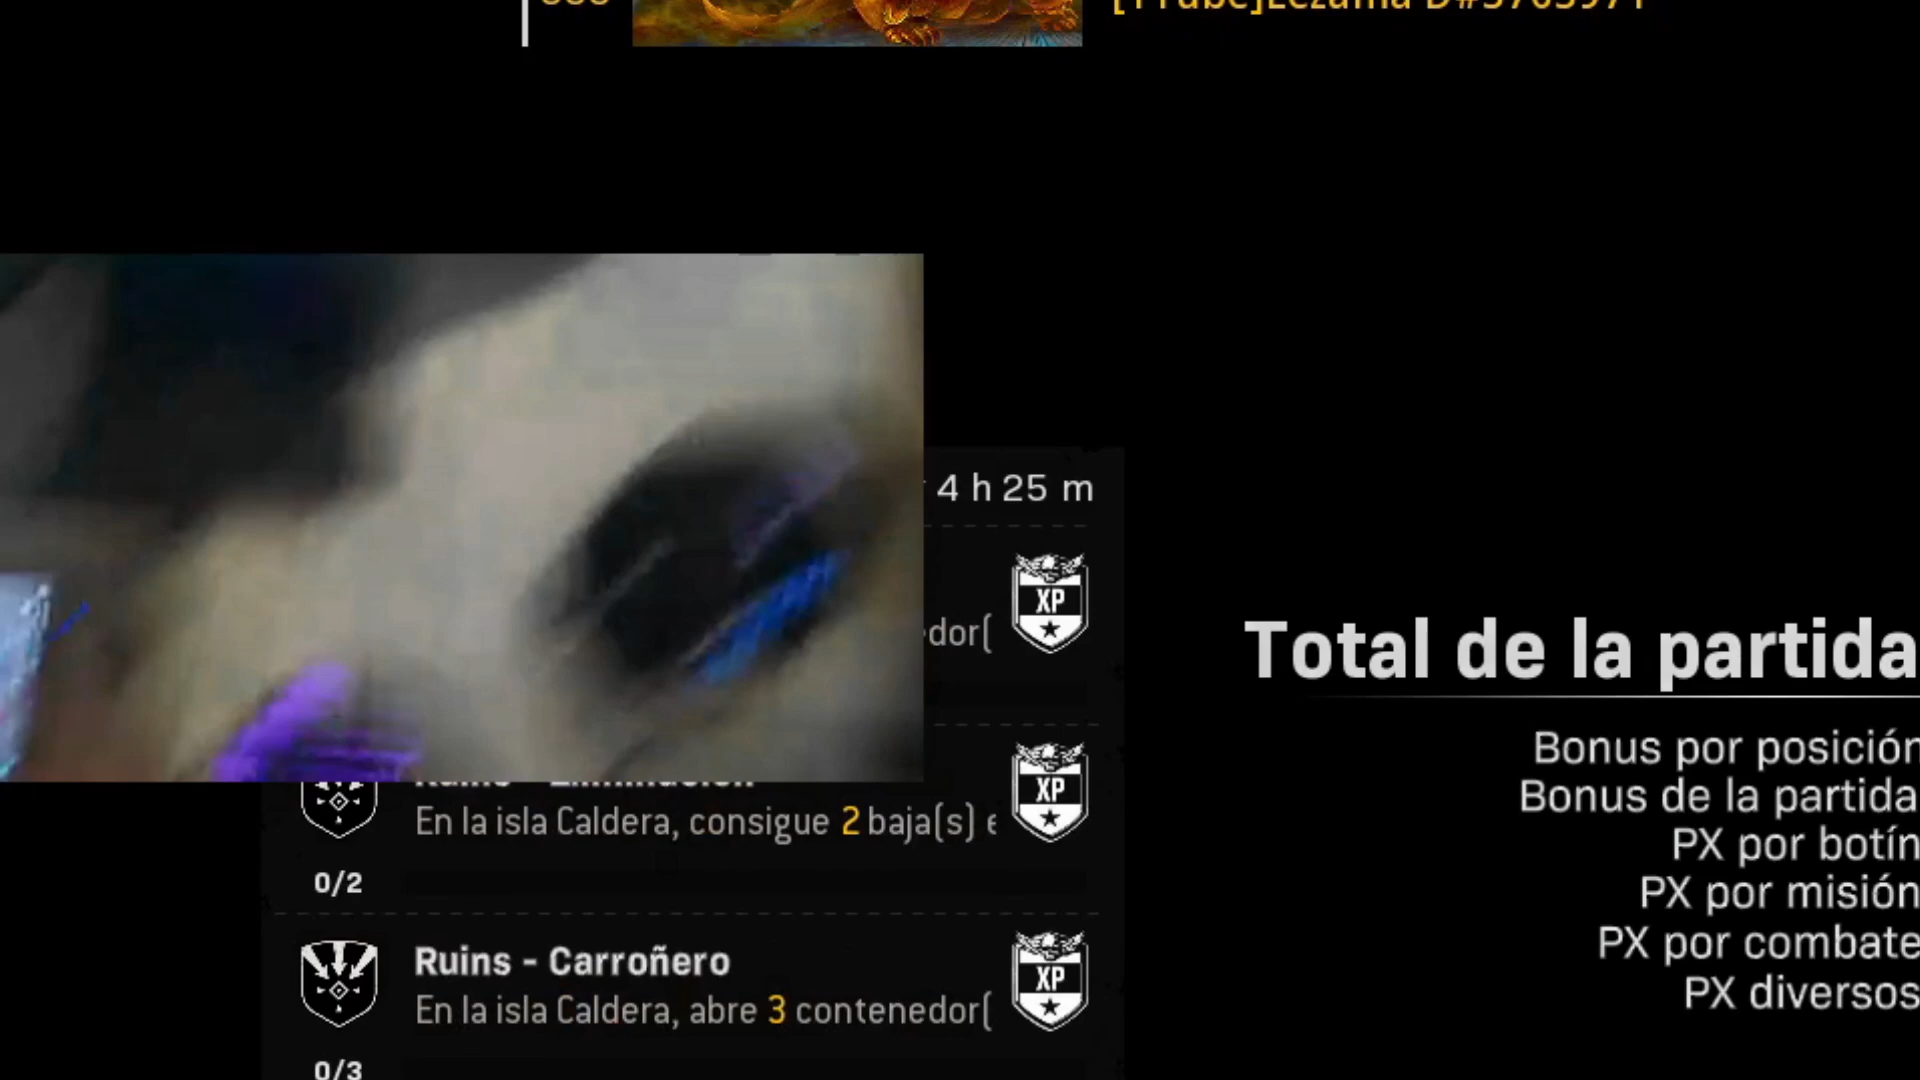 4 h 25 m
XP
dor(
Total de la partida
Bonus por posición
XP
Bonus de la partida
En la isla Caldera, consigue 2 baja(s)
PX por botín
0/2
PX por misión
PX por combate
Ruins - Carroñero
XP
PX diversos
En la isla Caldera, abre 3 contenedor(
0/3